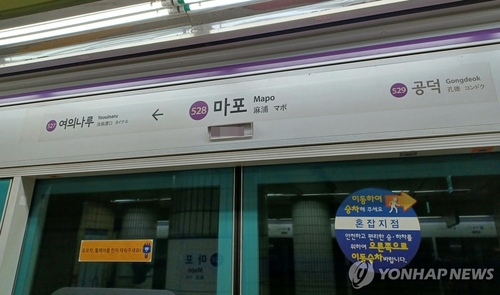 527 여의나루 Yeouinaru
←
528 마포 Mapo
麻浦 マポ
529 공덕 Gongdeok
孔德 コンドク
이동하여
승차해 주세요
혼잡지점
안전하고 편리한 승·하차를
위하여 오른쪽으로
이동승차바랍니다.
마포
YONHAP NEWS